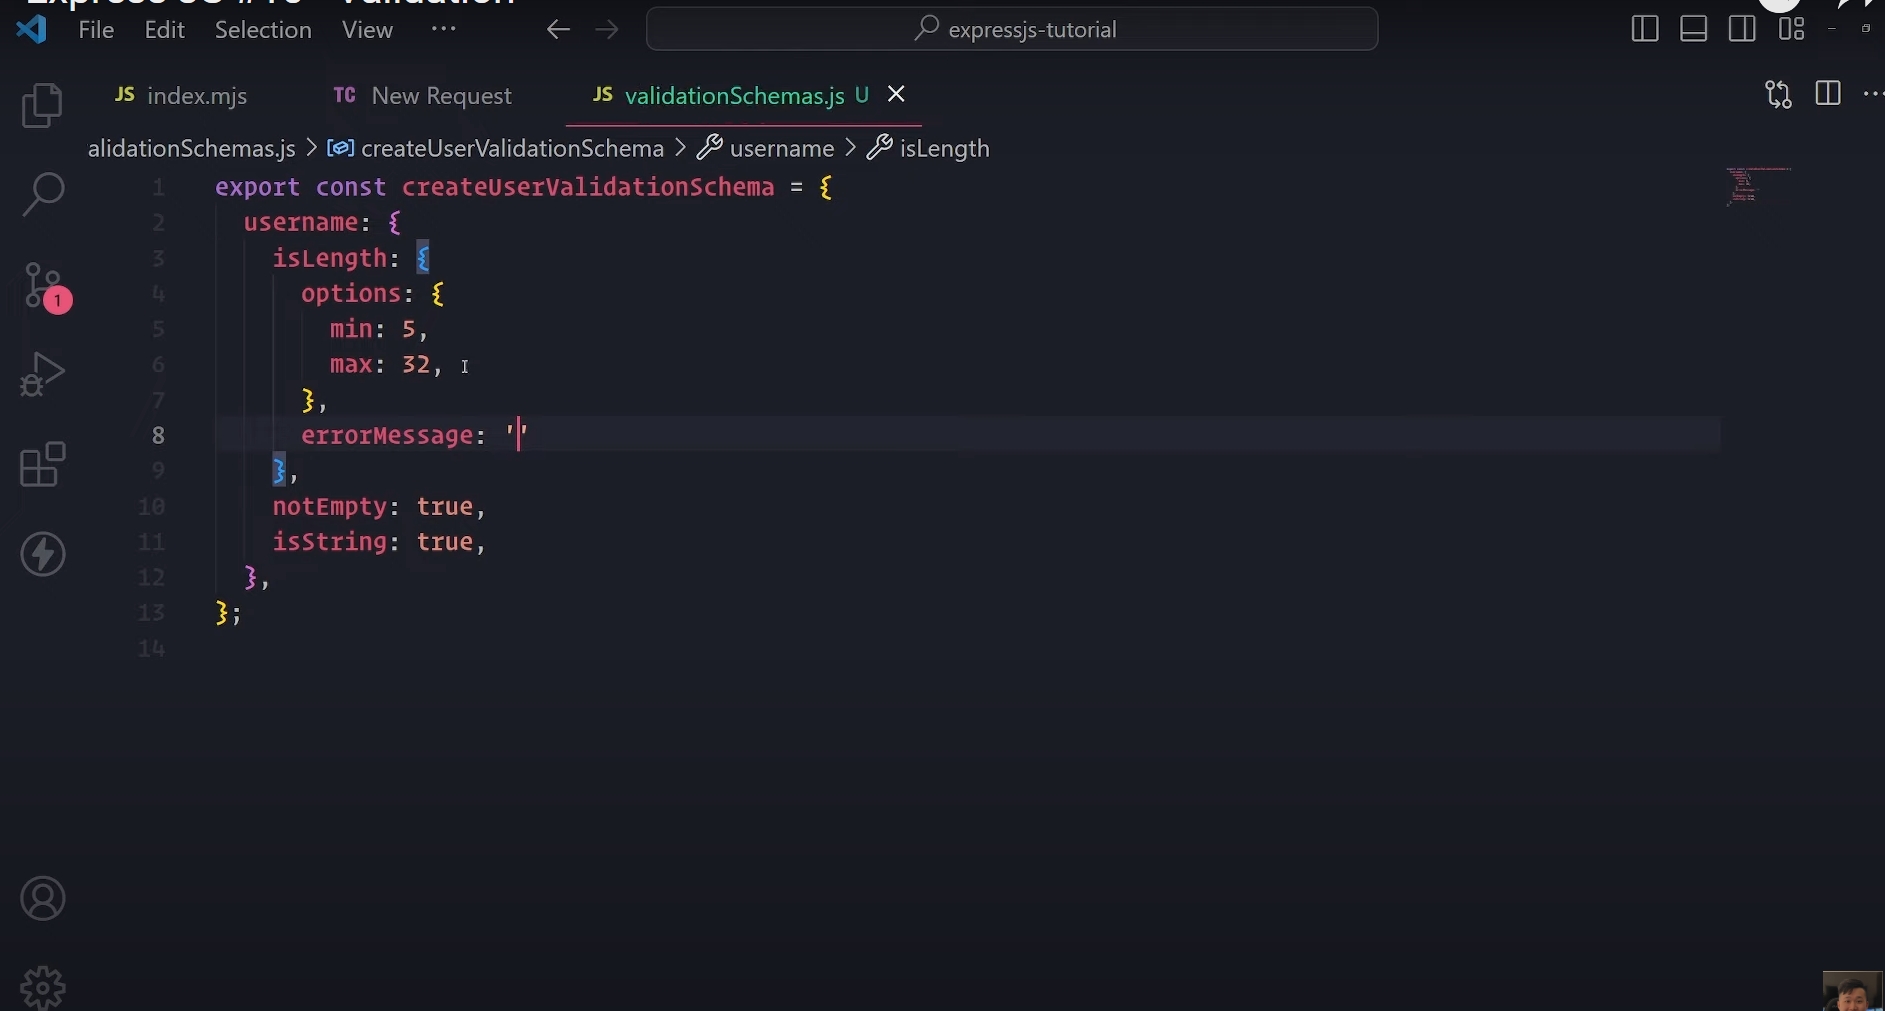 File Edit Selection View ··· expressjs-tutorial
JS index.mjs TC New Request JS validationSchemas.js U
alidationSchemas.js > createUserValidationSchema > username > isLength
1 export const createUserValidationSchema = {
2 username: {
3 isLength: {
4 options: {
5 min: 5,
6 max: 32,
7 },
8 errorMessage: ''
9 },
10 notEmpty: true,
11 isString: true,
12 },
13 };
14
1